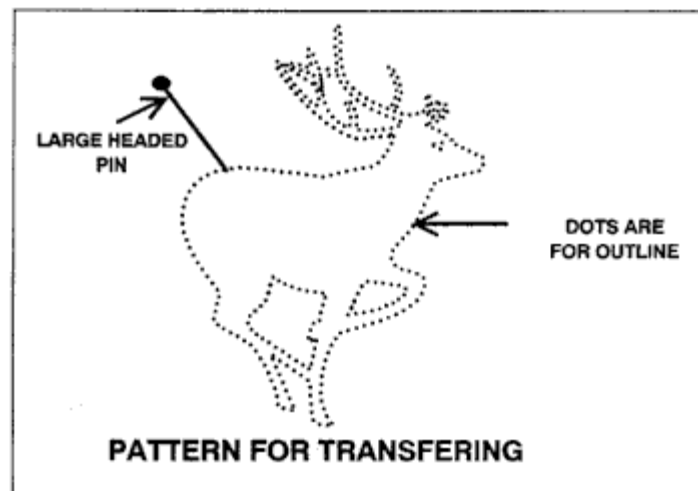 LARGE HEADED
PIN
DOTS ARE
FOR OUTLINE
PATTERN FOR TRANSFERING